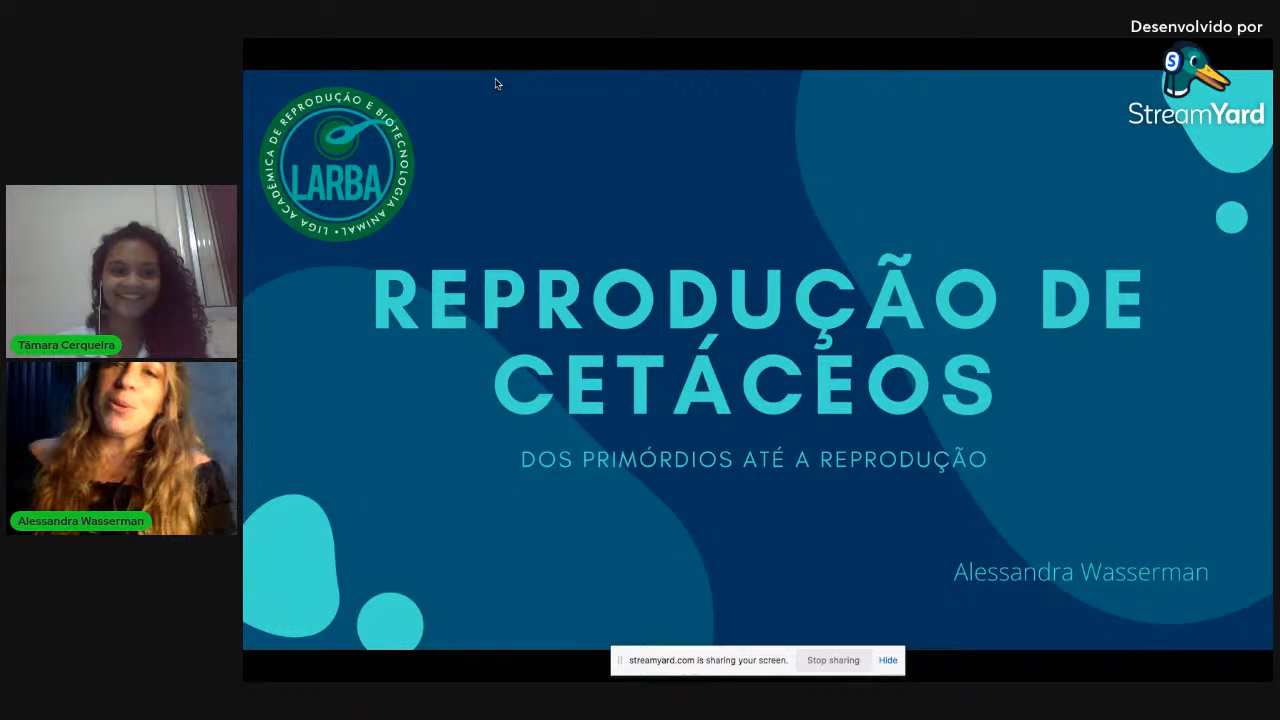 Desenvolvido por
StreamYard
LIGA ACADÊMICA DE REPRODUÇÃO E BIOTECNOLOGIA ANIMAL •
LARBA
REPRODUÇÃO DE
CETÁCEOS
DOS PRIMÓRDIOS ATÉ A REPRODUÇÃO
Alessandra Wasserman
Tâmara Cerqueira
Alessandra Wasserman
streamyard.com is sharing your screen.
Stop sharing
Hide